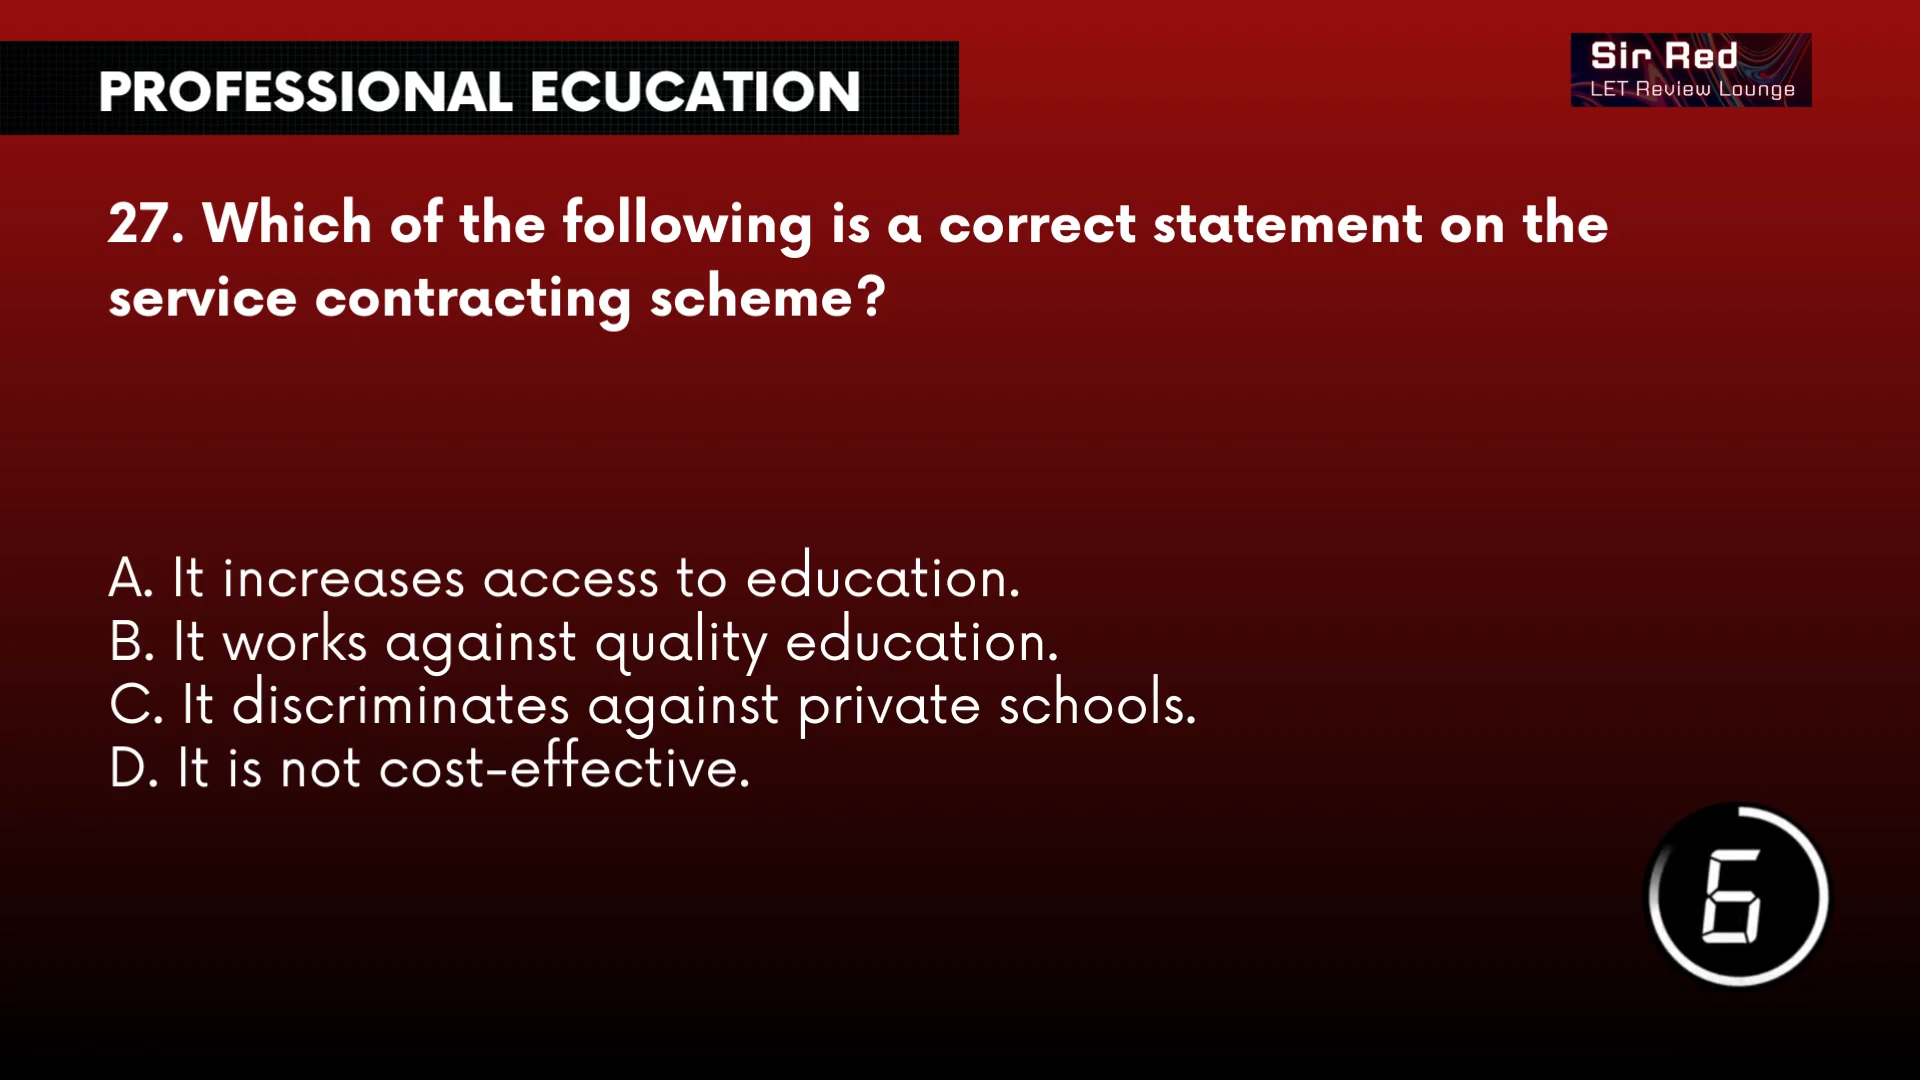 PROFESSIONAL ECUCATION
Sir Red
LET Review Lounge
27. Which of the following is a correct statement on the
service contracting scheme?
A. It increases access to education.
B. It works against quality education.
C. It discriminates against private schools.
D. It is not cost-effective.
6